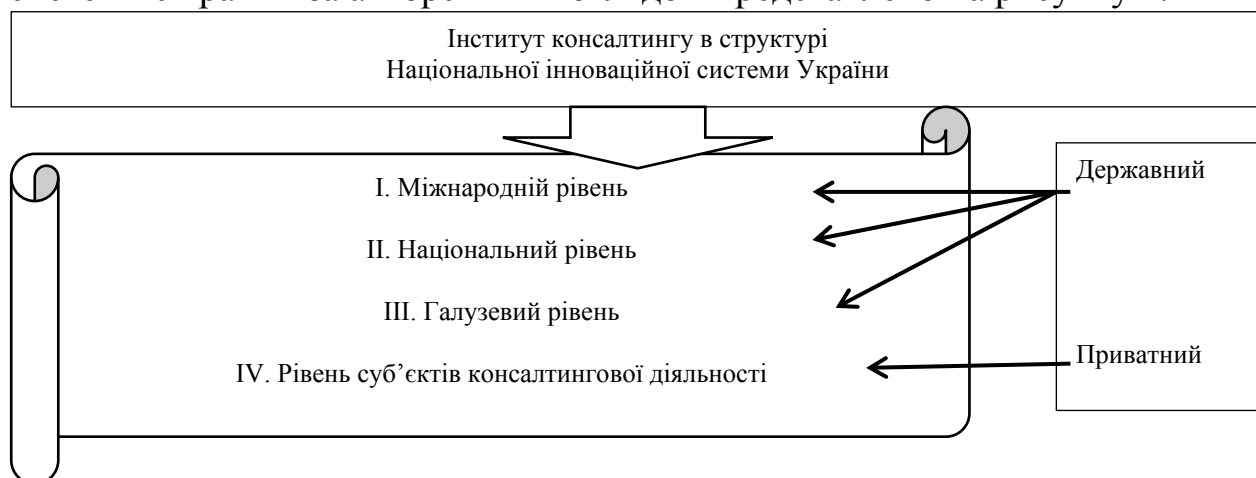 Інститут консалтингу в структурі
Національної інноваційної системи України
І. Міжнародній рівень
Державний
ІІ. Національний рівень
ІІІ. Галузевий рівень
Приватний
IV. Рівень суб’єктів консалтингової діяльності